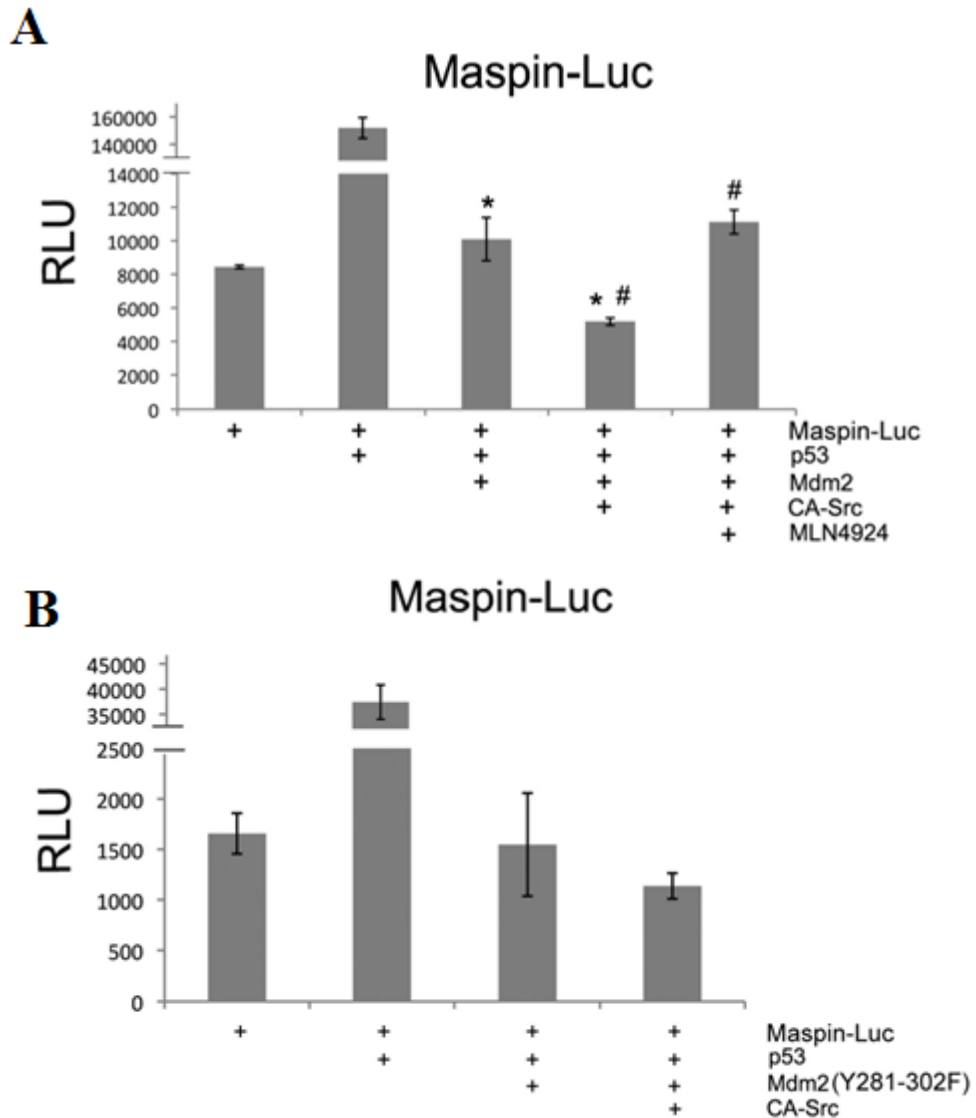 A
Maspin-Luc
RLU
160000
140000
14000
12000
10000
8000
6000
4000
2000
0
*
* #
#
+ + + + + Maspin-Luc
+ + + + p53
+ + + Mdm2
+ + CA-Src
+ MLN4924
B
Maspin-Luc
RLU
45000
40000
35000
2500
2000
1500
1000
500
0
+ + + + Maspin-Luc
+ + + p53
+ + Mdm2(Y281-302F)
+ CA-Src